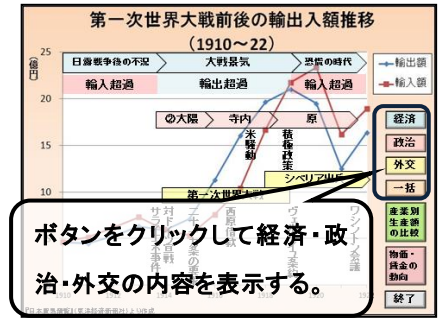 第一次世界大戦前後の輸出入額推移
（1910～22）
（億円）
25
20
15
10
日露戦争後の不況
大戦景気
恐慌の時代
輸入超過
輸出超過
輸入超過
②大隈
寺内
原
米騒動
積極政策
シベリア出兵
第一次世界大戦
西原借款
ワシントン会議
輸出額
輸入額
経済
政治
外交
一括
産業別
生産額
の比較
物価・
賃金の
動向
終了
ボタンをクリックして経済・政
治・外交の内容を表示する。
1910